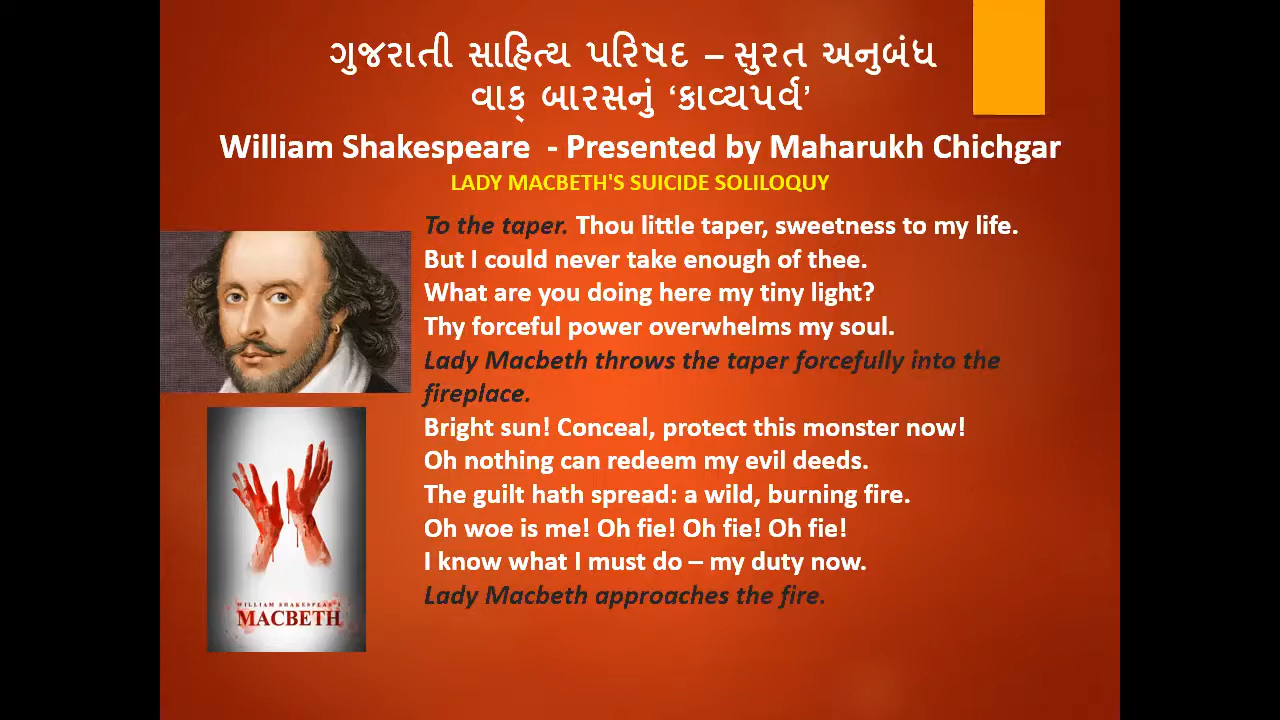 ગુજરાતી સાહિત્ય પરિષદ – સુરત અનુબંધ
વાક્ બારસનું ‘કાવ્યપર્વ’
William Shakespeare - Presented by Maharukh Chichgar
LADY MACBETH'S SUICIDE SOLILOQUY
To the taper. Thou little taper, sweetness to my life.
But I could never take enough of thee.
What are you doing here my tiny light?
Thy forceful power overwhelms my soul.
Lady Macbeth throws the taper forcefully into the
fireplace.
Bright sun! Conceal, protect this monster now!
Oh nothing can redeem my evil deeds.
The guilt hath spread: a wild, burning fire.
Oh woe is me! Oh fie! Oh fie! Oh fie!
I know what I must do – my duty now.
Lady Macbeth approaches the fire.
WILLIAM SHAKESPEAR'S
MACBETH